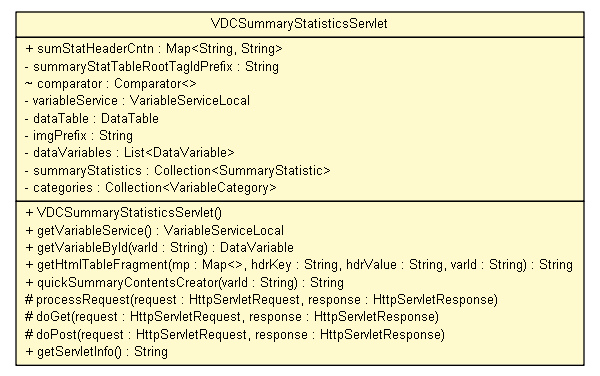 VDCSummaryStatisticsServlet
+ sumStatHeaderCntn : Map<String, String>
- summaryStatTableRootTagIdPrefix : String
~ comparator : Comparator<>
- variableService : VariableServiceLocal
- dataTable : DataTable
- imgPrefix : String
- dataVariables : List<DataVariable>
- summaryStatistics : Collection<SummaryStatistic>
- categories : Collection<VariableCategory>
+ VDCSummaryStatisticsServlet()
+ getVariableService() : VariableServiceLocal
+ getVariableById(varId : String) : DataVariable
+ getHtmlTableFragment(mp : Map<>, hdrKey : String, hdrValue : String, varId : String) : String
+ quickSummaryContentsCreator(varId : String) : String
# processRequest(request : HttpServletRequest, response : HttpServletResponse)
# doGet(request : HttpServletRequest, response : HttpServletResponse)
# doPost(request : HttpServletRequest, response : HttpServletResponse)
+ getServletInfo() : String